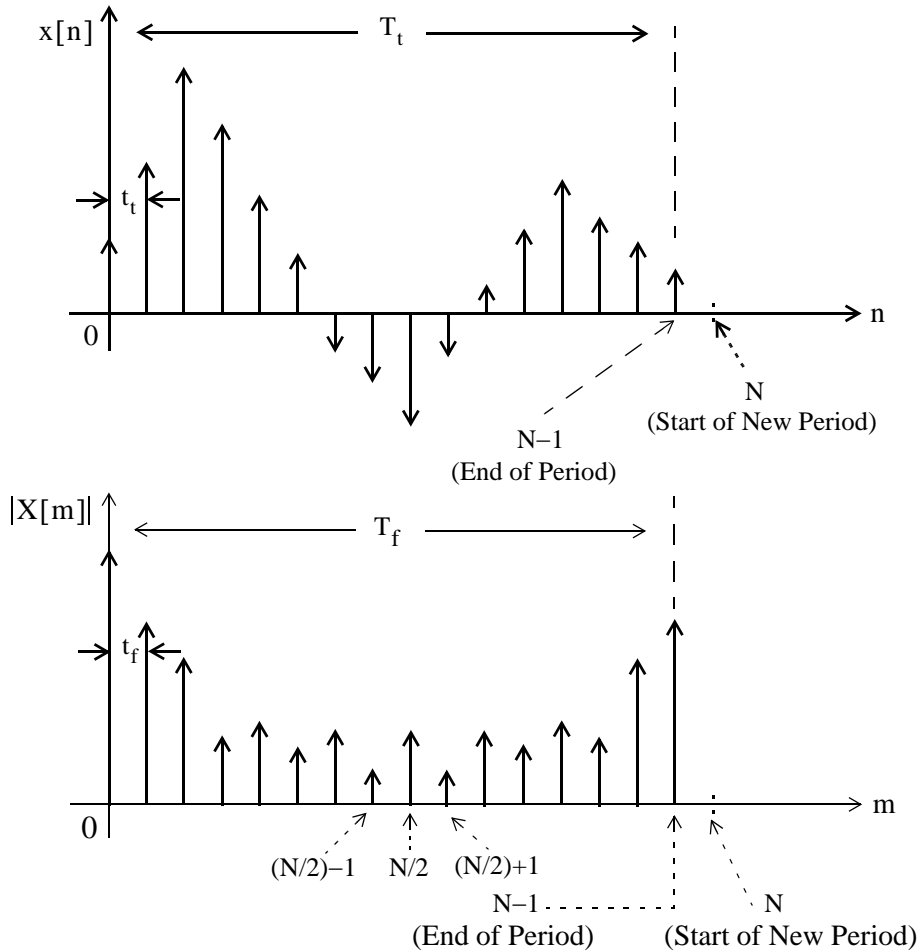 x[n]
T_t
t_t
n
0
N
(Start of New Period)
N−1
(End of Period)
|X[m]|
T_f
t_f
m
0
(N/2)−1
N/2
(N/2)+1
N−1
N
(End of Period)
(Start of New Period)